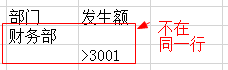 部门 发生额
财务部
>3001
不在
同一行